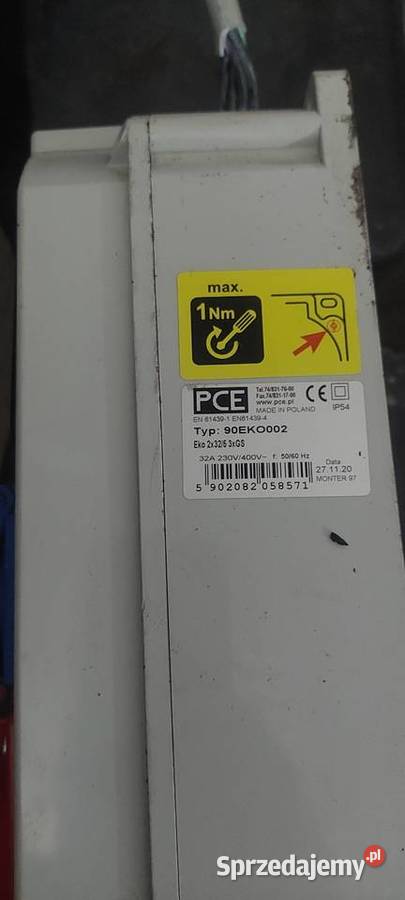 max.
1Nm
PCE
Tel.74/831-76-00
Fax.74/831-17-00
www.pce.pl
MADE IN POLAND
CE
IP54
EN 61439-1 EN61439-4
Typ: 90EKO002
Eko 2x32/5 3xGS
32A 230V/400V~ f: 50/60 Hz
Data
27.11.20
MONTER 97
5 902082 058571
Sprzedajemy.pl